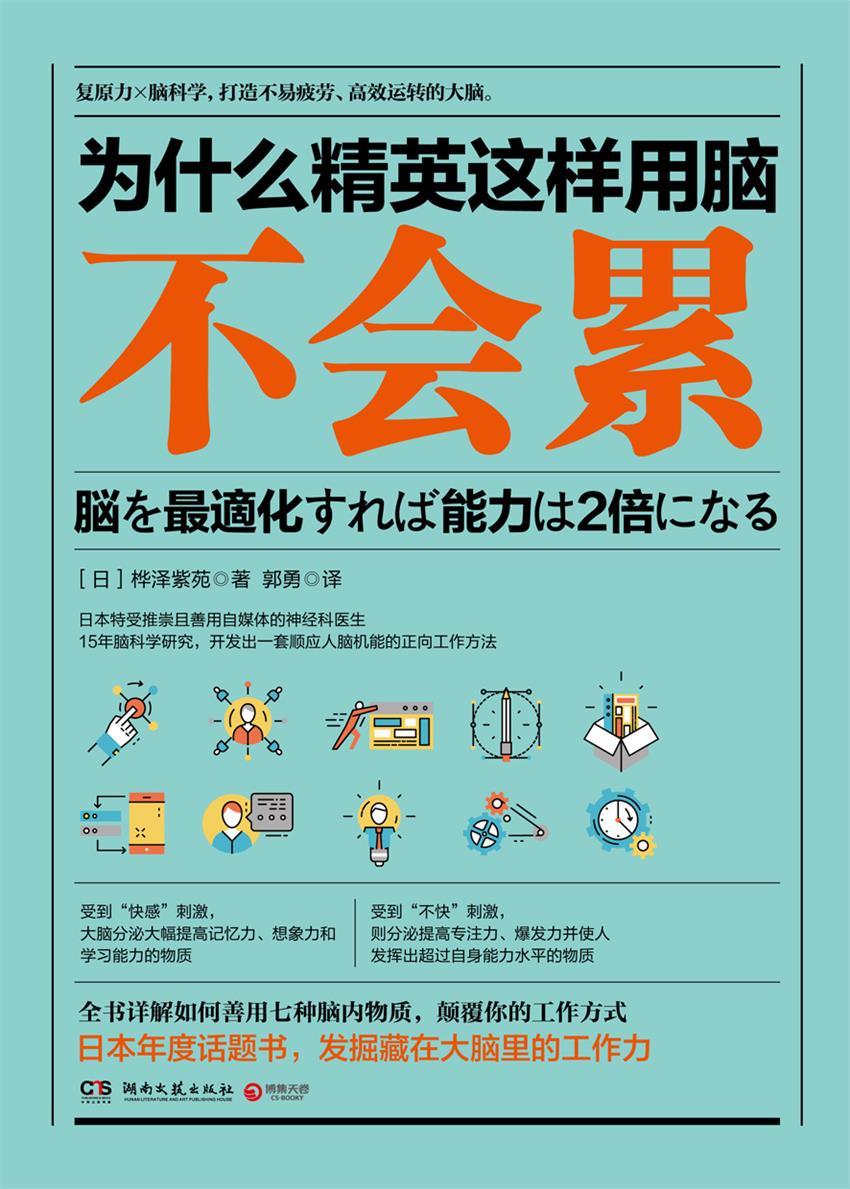 复原力×脑科学，打造不易疲劳、高效运转的大脑。
为什么精英这样用脑
不会累
脳を最適化すれば能力は2倍になる
［日］桦泽紫苑◎著 郭勇◎译
日本特受推崇且善用自媒体的神经科医生
15年脑科学研究，开发出一套顺应人脑机能的正向工作方法
受到“快感”刺激，
大脑分泌大幅提高记忆力、想象力和
学习能力的物质
受到“不快”刺激，
则分泌提高专注力、爆发力并使人
发挥出超过自身能力水平的物质
全书详解如何善用七种脑内物质，颠覆你的工作方式
日本年度话题书，发掘藏在大脑里的工作力
湖南文艺出版社
HUNAN LITERATURE AND ART PUBLISHING HOUSE
博集天卷
CS-BOOKY